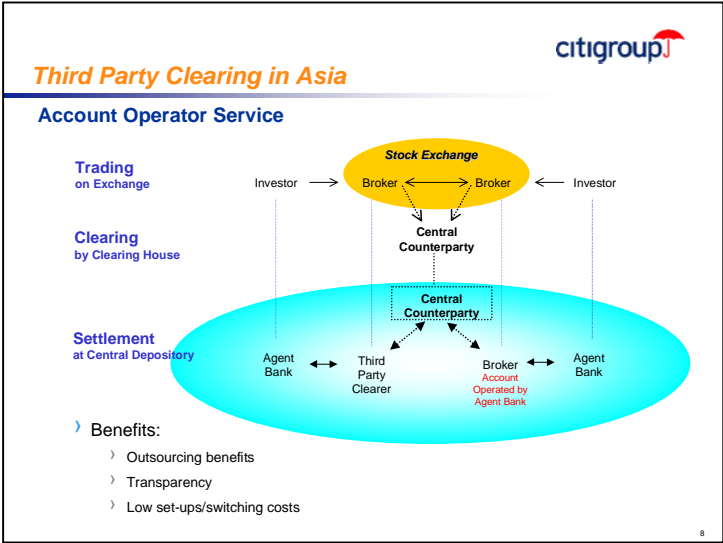 citigroup
Third Party Clearing in Asia
Account Operator Service
Stock Exchange
Trading
on Exchange
Investor
Broker
Broker
Investor
Clearing
by Clearing House
Central
Counterparty
Central
Counterparty
Settlement
at Central Depository
Agent
Bank
Third
Party
Clearer
Broker
Account
Operated by
Agent Bank
Agent
Bank
Benefits:
Outsourcing benefits
Transparency
Low set-ups/switching costs
8